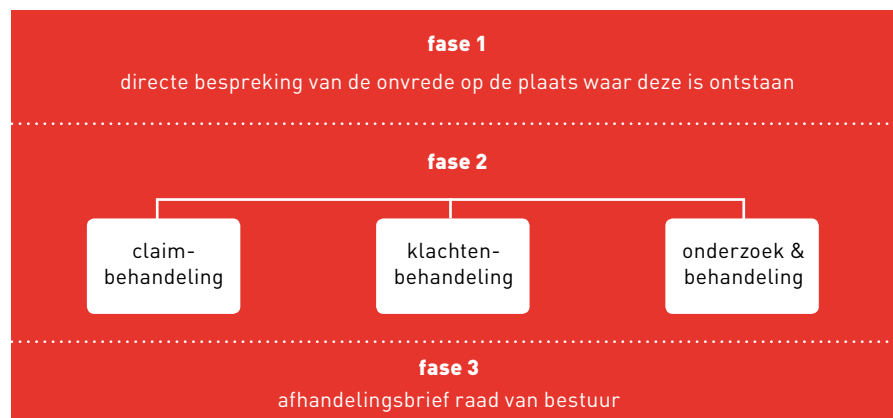 fase 1
directe bespreking van de onvrede op de plaats waar deze is ontstaan
fase 2
claim-
behandeling
klachten-
behandeling
onderzoek &
behandeling
fase 3
afhandelingsbrief raad van bestuur